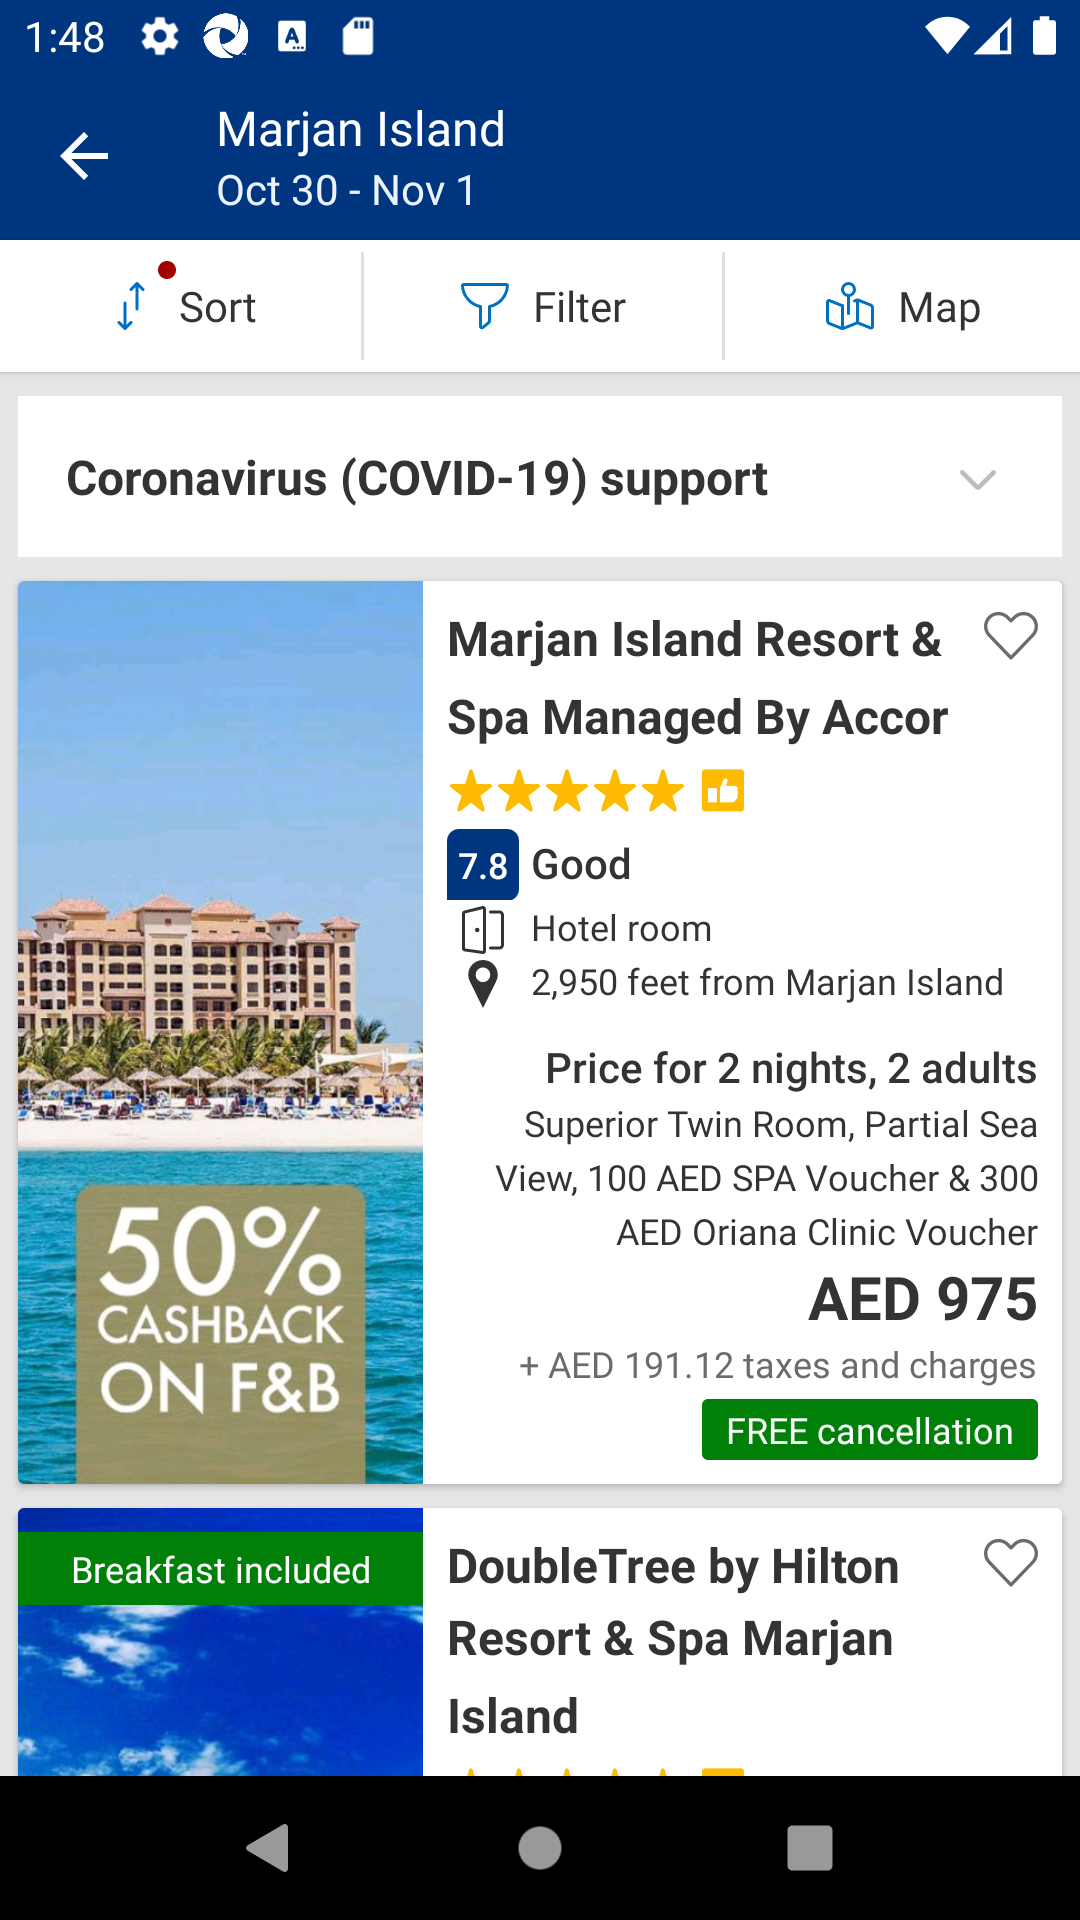 1:48
Marjan Island
Oct 30 - Nov 1
Sort
Filter
Map
Coronavirus (COVID-19) support
Marjan Island Resort &
Spa Managed By Accor
7.8 Good
Hotel room
2,950 feet from Marjan Island
Price for 2 nights, 2 adults
Superior Twin Room, Partial Sea
View, 100 AED SPA Voucher & 300
AED Oriana Clinic Voucher
AED 975
+ AED 191.12 taxes and charges
FREE cancellation
50%
CASHBACK
ON F&B
Breakfast included
DoubleTree by Hilton
Resort & Spa Marjan
Island